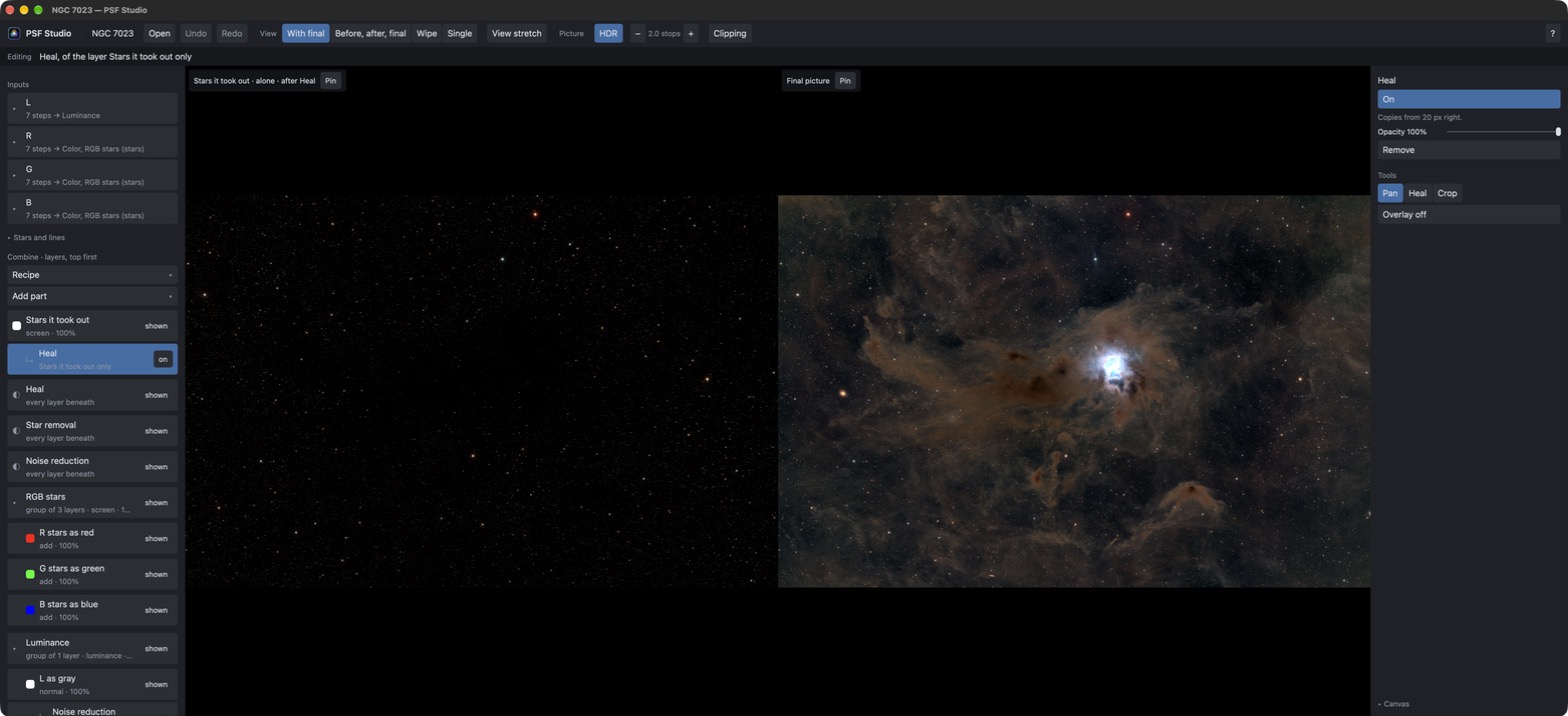 NGC 7023 — PSF Studio
PSF Studio NGC 7023 Open Undo Redo View With final Before, after, final Wipe Single View stretch Picture HDR − 2.0 stops + Clipping ?
Editing Heal, of the layer Stars it took out only
Inputs
L
7 steps → Luminance
R
7 steps → Color, RGB stars (stars)
G
7 steps → Color, RGB stars (stars)
B
7 steps → Color, RGB stars (stars)
Stars and lines
Combine · layers, top first
Recipe
Add part
Stars it took out
screen · 100%
shown
Heal
Stars it took out only
on
Heal
every layer beneath
shown
Star removal
every layer beneath
shown
Noise reduction
every layer beneath
shown
RGB stars
group of 3 layers · screen · 1...
shown
R stars as red
add · 100%
shown
G stars as green
add · 100%
shown
B stars as blue
add · 100%
shown
Luminance
group of 1 layer · luminance ·...
shown
L as gray
normal · 100%
shown
Noise reduction
Stars it took out · alone · after Heal Pin
Final picture Pin
Heal
On
Copies from 20 px right.
Opacity 100%
Remove
Tools
Pan Heal Crop
Overlay off
Canvas